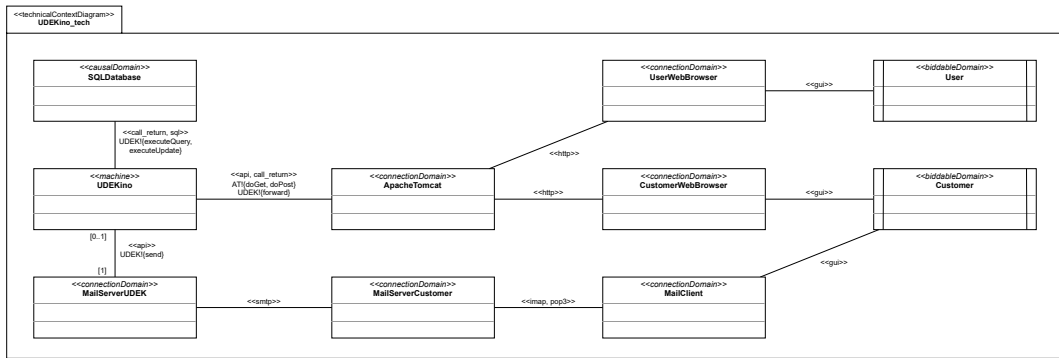 <<technicalContextDiagram>>
UDEKino_tech
<<causalDomain>>
SQLDatabase
<<connectionDomain>>
UserWebBrowser
<<gui>>
<<biddableDomain>>
User
<<call_return, sql>>
UDEK!{executeQuery,
executeUpdate}
<<http>>
<<machine>>
UDEKino
<<api, call_return>>
AT!{doGet, doPost}
UDEK!{forward}
<<connectionDomain>>
ApacheTomcat
<<http>>
<<connectionDomain>>
CustomerWebBrowser
<<gui>>
<<biddableDomain>>
Customer
[0..1]
<<api>>
UDEK!{send}
[1]
<<gui>>
<<connectionDomain>>
MailServerUDEK
<<smtp>>
<<connectionDomain>>
MailServerCustomer
<<imap, pop3>>
<<connectionDomain>>
MailClient